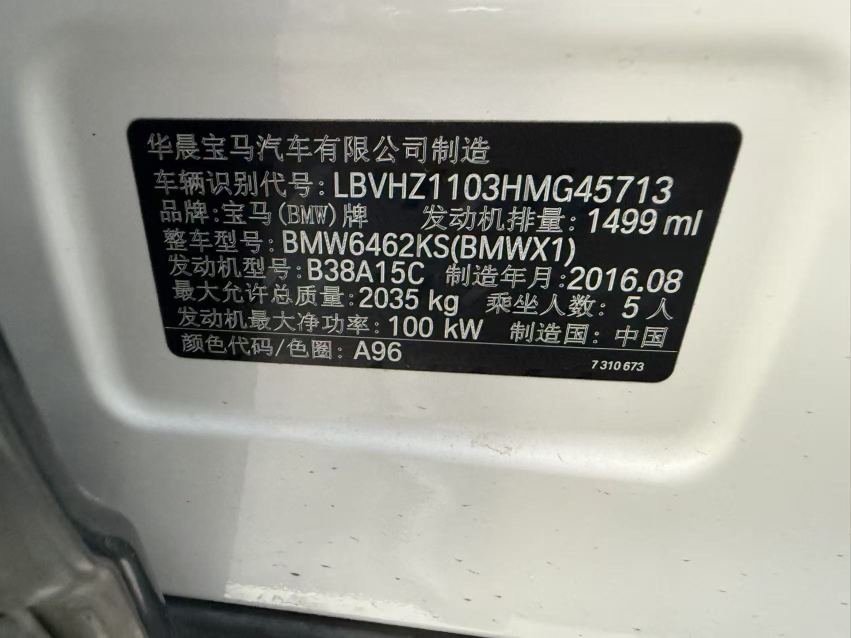 华晨宝马汽车有限公司制造
车辆识别代号: LBVHZ1103HMG45713
品牌: 宝马(BMW)牌 发动机排量: 1499 ml
整车型号: BMW6462KS(BMWX1)
发动机型号: B38A15C 制造年月: 2016.08
最大允许总质量: 2035 kg 乘坐人数: 5 人
发动机最大净功率: 100 kW 制造国: 中国
颜色代码/色圈: A96
7 310 673